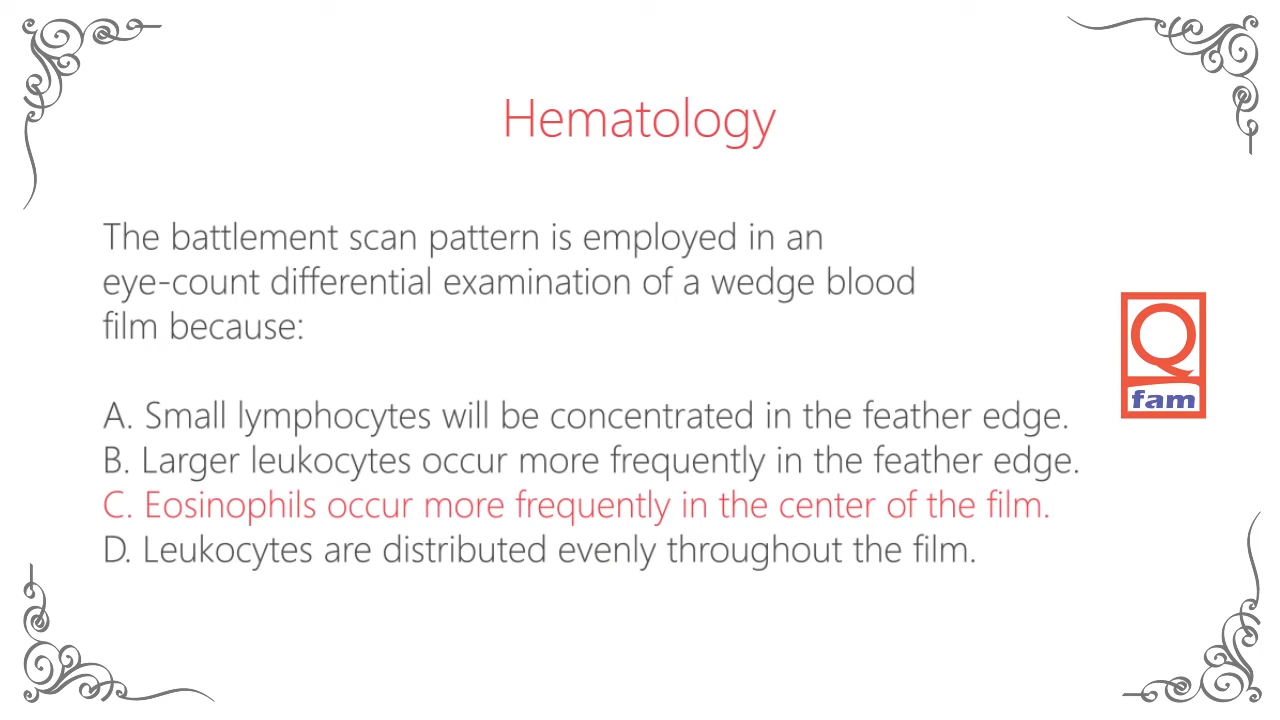 Hematology
The battlement scan pattern is employed in an
eye-count differential examination of a wedge blood
film because:
A. Small lymphocytes will be concentrated in the feather edge.
B. Larger leukocytes occur more frequently in the feather edge.
C. Eosinophils occur more frequently in the center of the film.
D. Leukocytes are distributed evenly throughout the film.
Q
fam